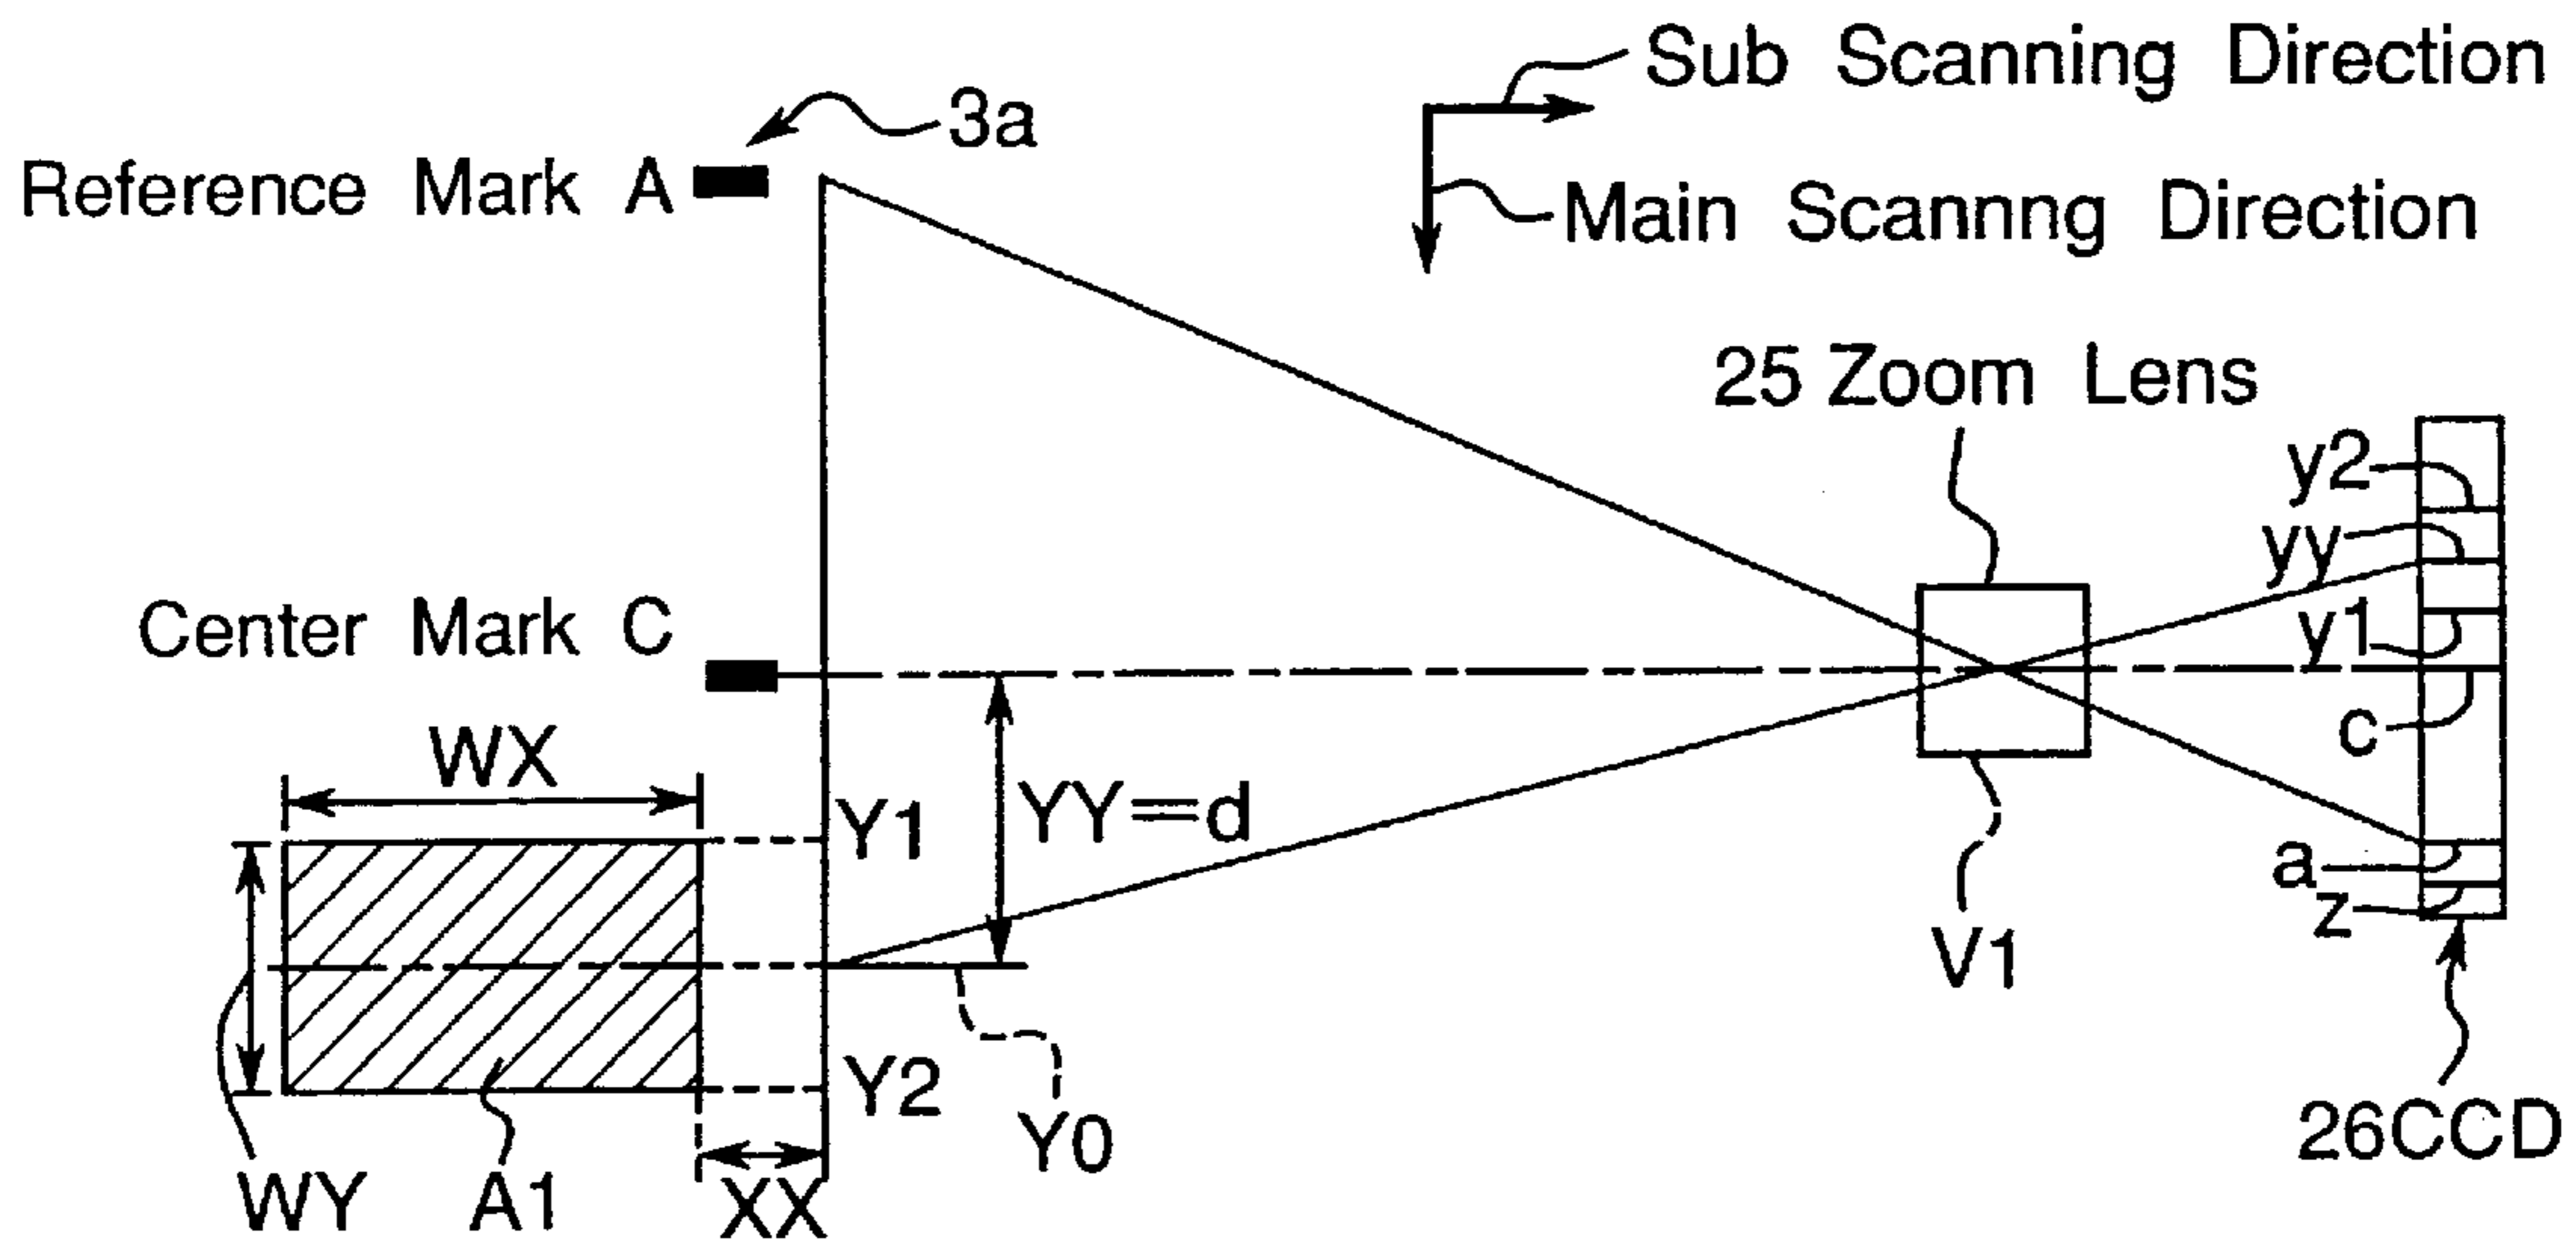 Sub Scanning Direction
3a
Reference Mark A
Main Scannng Direction
25 Zoom Lens
y2
yy
Center Mark C
y1
c
WX
Y1
YY=d
a
z
V1
Y2
Y0
26CCD
WY
A1
XX